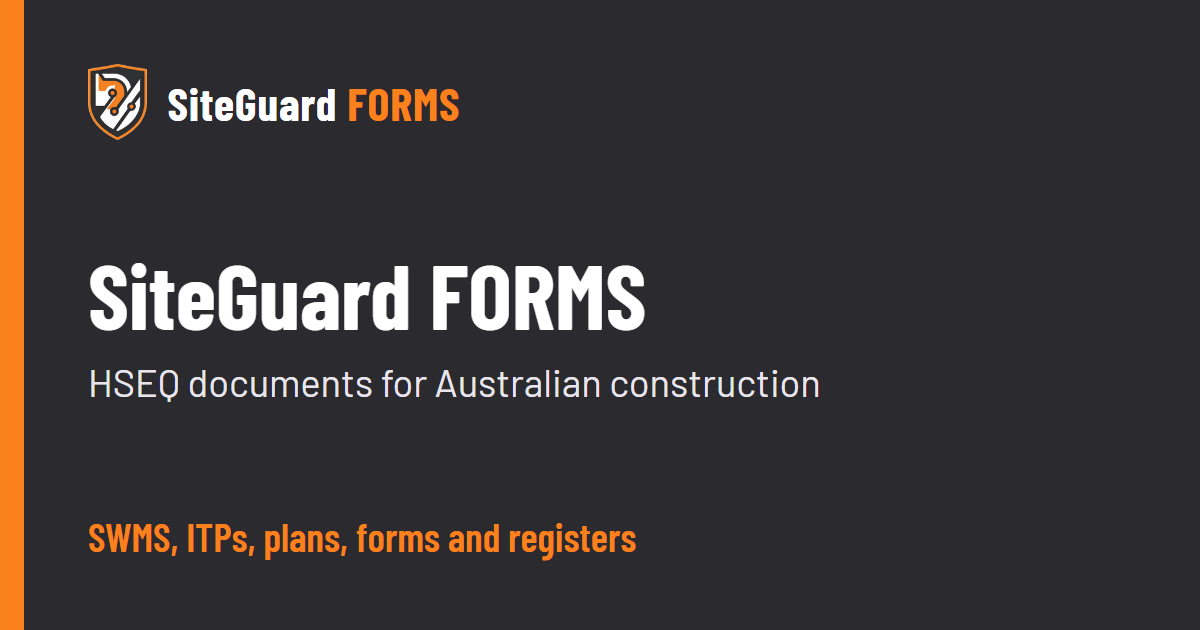 SiteGuard FORMS
SiteGuard FORMS
HSEQ documents for Australian construction
SWMS, ITPs, plans, forms and registers